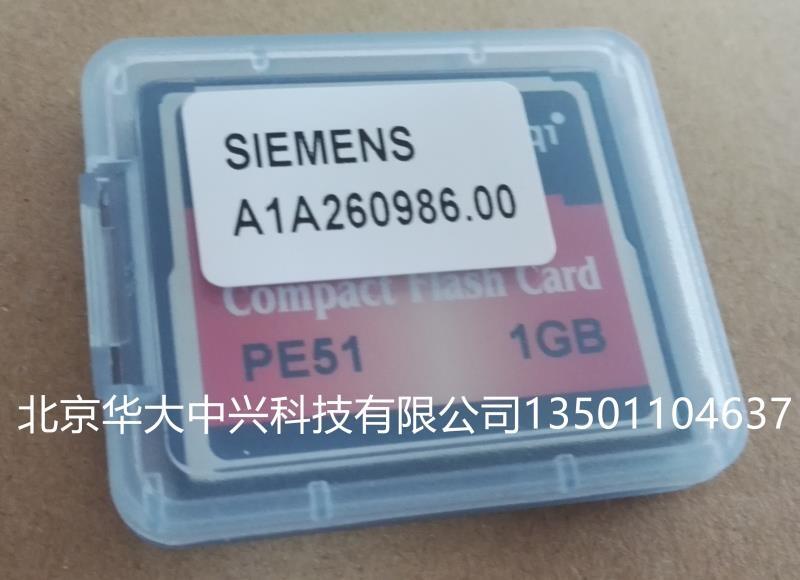 SIEMENS
A1A260986.00
qi
Compact Flash Card
PE51 1GB
北京华大中兴科技有限公司13501104637